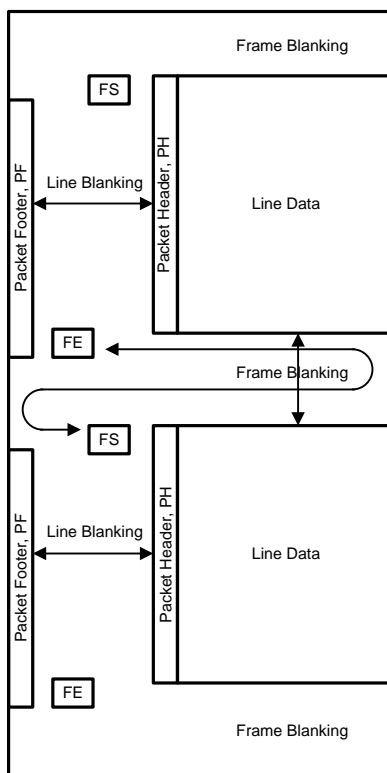 Frame Blanking
FS
Packet Footer, PF
Line Blanking
Packet Header, PH
Line Data
FE
Frame Blanking
FS
Packet Footer, PF
Line Blanking
Packet Header, PH
Line Data
FE
Frame Blanking